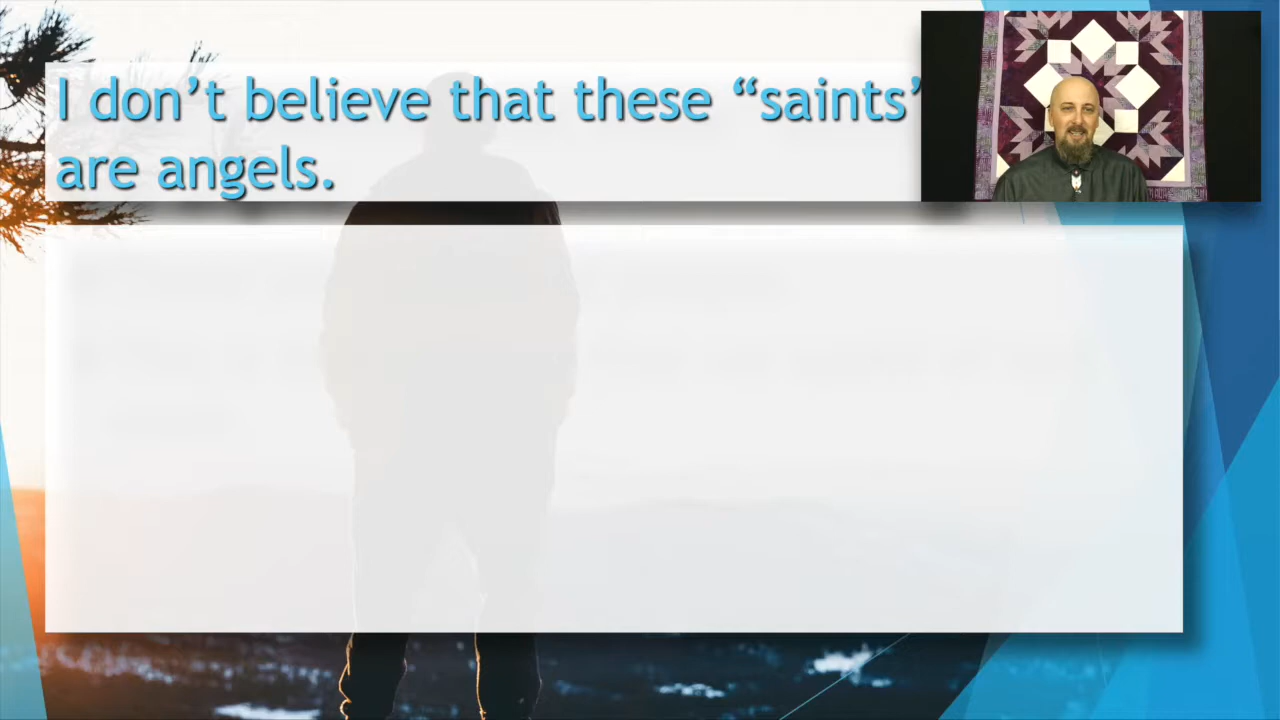 I don’t believe that these “saints”
are angels.